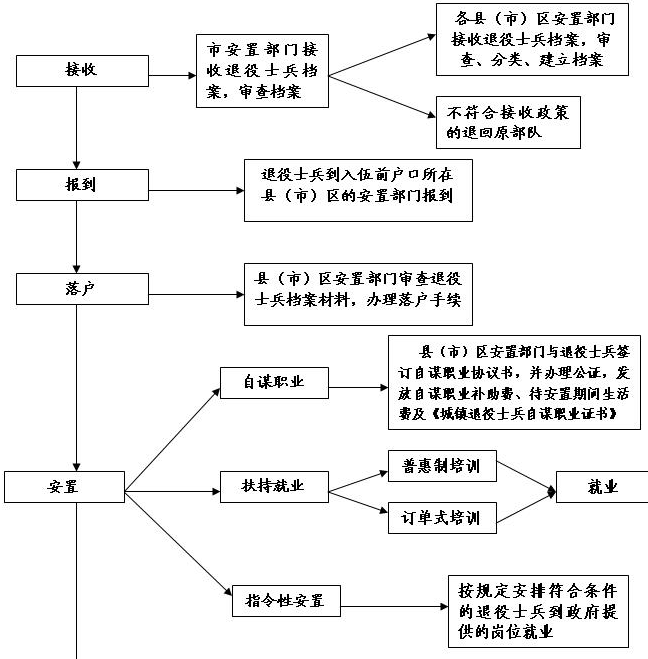 接收
市安置部门接
收退役士兵档
案，审查档案
各县（市）区安置部门
接收退役士兵档案，审
查、分类、建立档案
不符合接收政策
的退回原部队
报到
退役士兵到入伍前户口所在
县（市）区的安置部门报到
落户
县（市）区安置部门审查退役
士兵档案材料，办理落户手续
安置
自谋职业
县（市）区安置部门与退役士兵签
订自谋职业协议书，并办理公证，发
放自谋职业补助费、待安置期间生活
费及《城镇退役士兵自谋职业证书》
扶持就业
普惠制培训
订单式培训
就业
指令性安置
按规定安排符合条件
的退役士兵到政府提
供的岗位就业